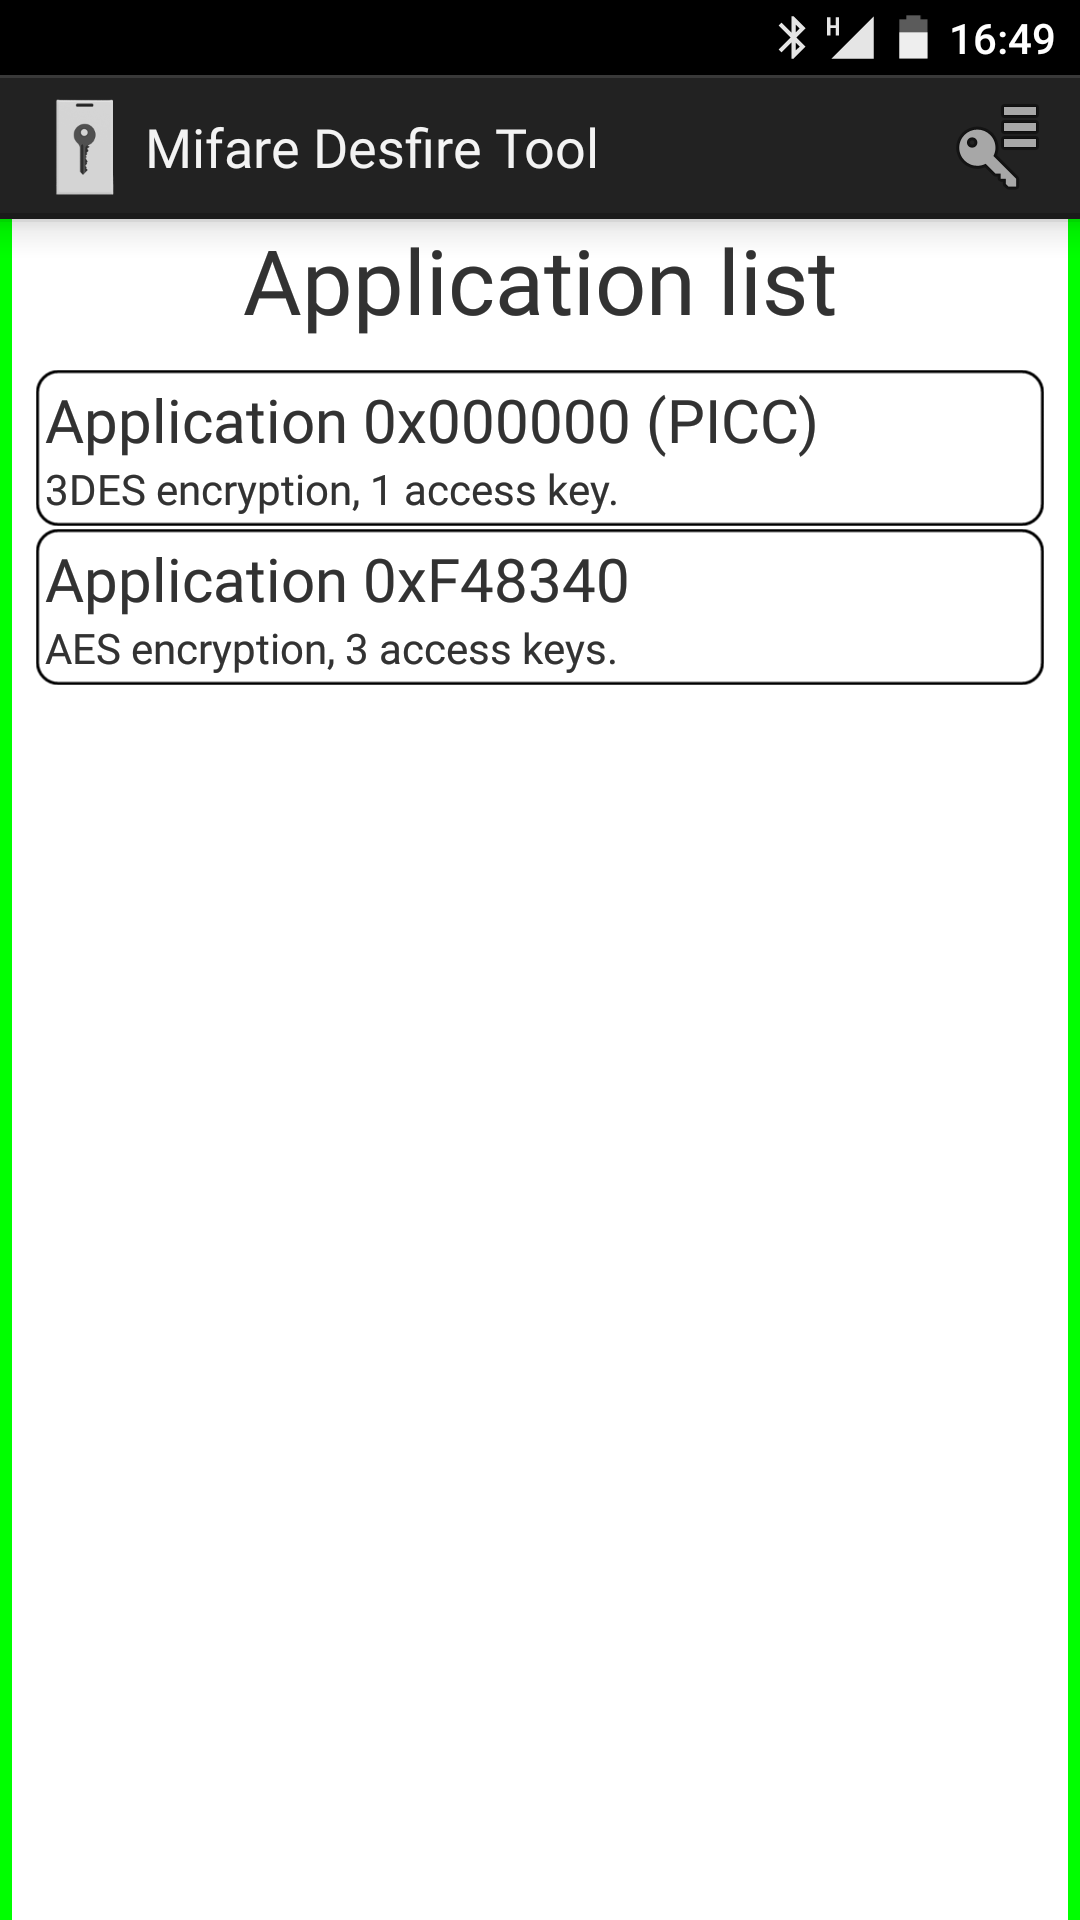 H 16:49
Mifare Desfire Tool
Application list
Application 0x000000 (PICC)
3DES encryption, 1 access key.
Application 0xF48340
AES encryption, 3 access keys.